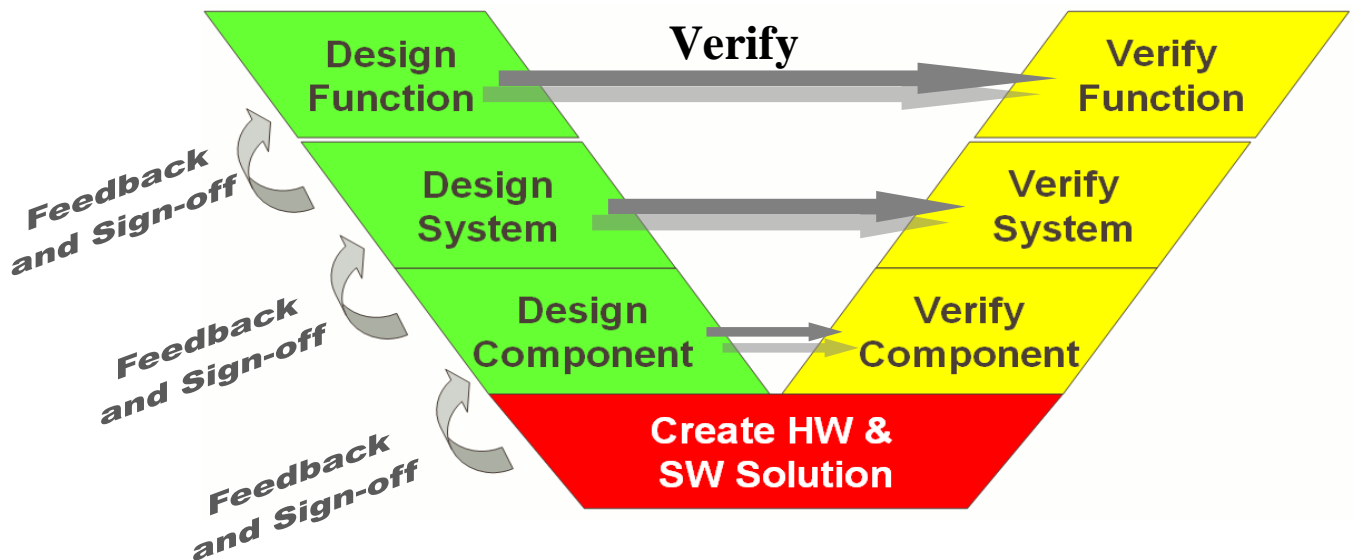 Design
Function
Verify
Verify
Function
Feedback
and Sign-off
Design
System
Verify
System
Feedback
and Sign-off
Design
Component
Verify
Component
Feedback
and Sign-off
Create HW &
SW Solution